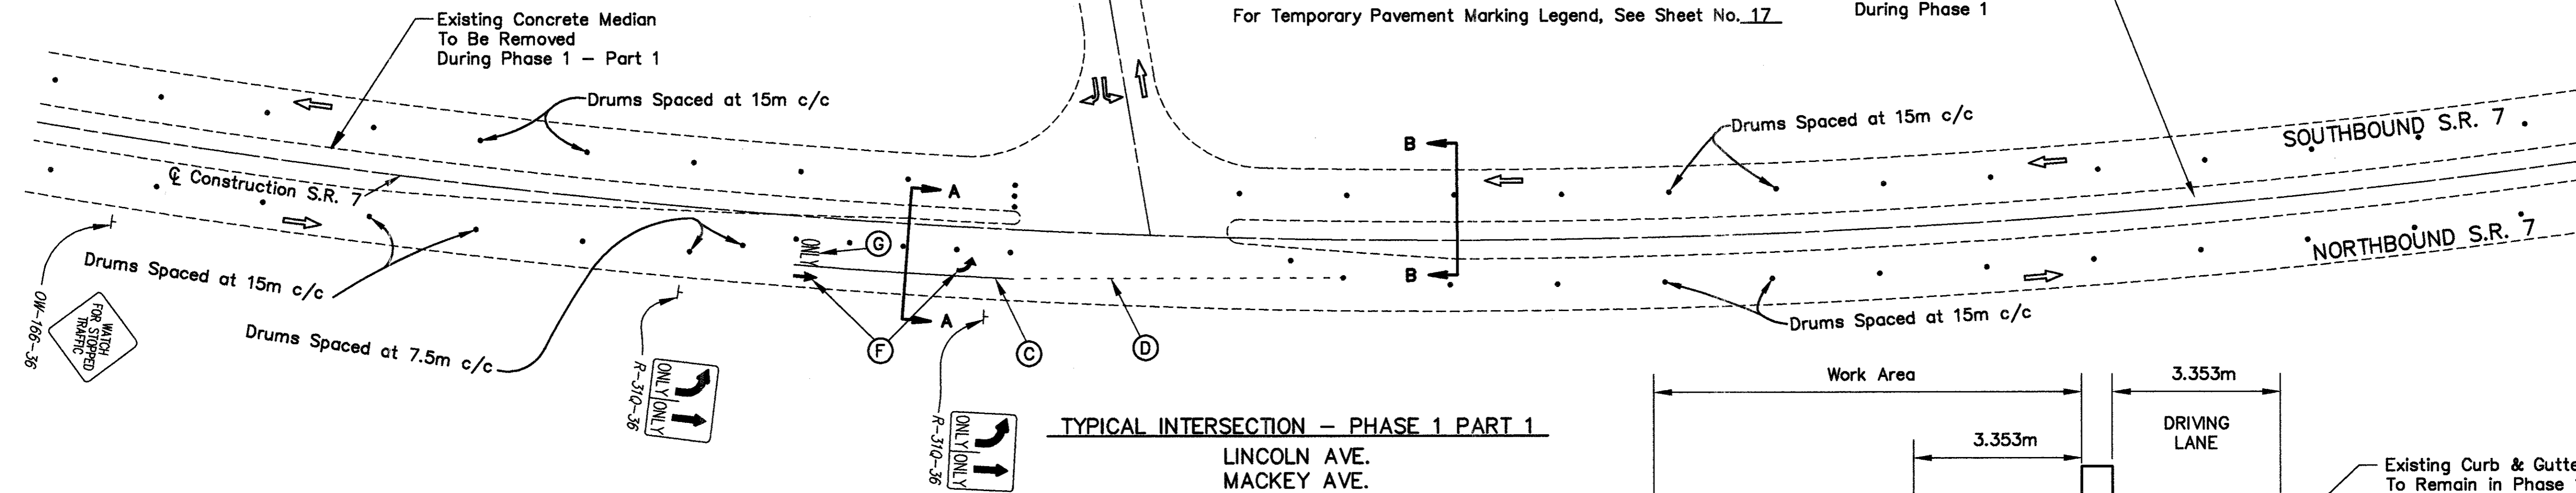 Existing Concrete Median
To Be Removed
During Phase 1 – Part 1
For Temporary Pavement Marking Legend, See Sheet No. 17
During Phase 1
Drums Spaced at 15m c/c
Drums Spaced at 15m c/c
SOUTHBOUND S.R. 7
B
A
℄ Construction S.R. 7
ONLY
G
NORTHBOUND S.R. 7
B
Drums Spaced at 15m c/c
A
Drums Spaced at 15m c/c
OW-166-36
WATCH
FOR STOPPED
TRAFFIC
Drums Spaced at 7.5m c/c
F
C
D
R-31Q-36
ONLY ONLY
R-31Q-36
ONLY ONLY
TYPICAL INTERSECTION – PHASE 1 PART 1
LINCOLN AVE.
MACKEY AVE.
Work Area
3.353m
DRIVING
LANE
3.353m
Existing Curb & Gutte
To Remain in Phase